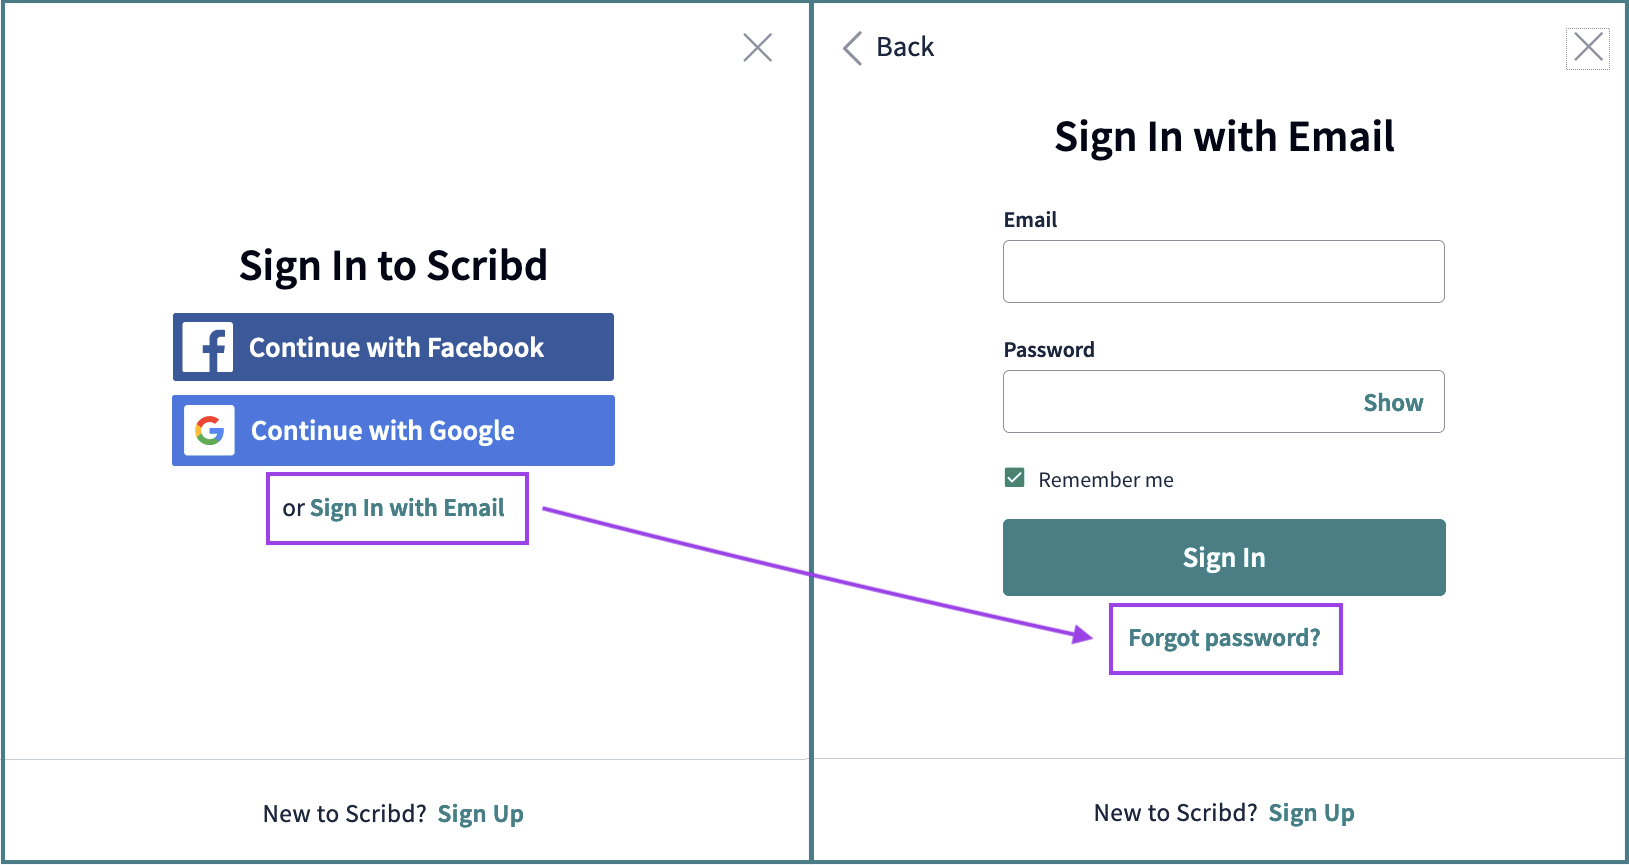 Sign In to Scribd
Continue with Facebook
Continue with Google
or Sign In with Email
New to Scribd? Sign Up
Back
Sign In with Email
Email
Password
Show
Remember me
Sign In
Forgot password?
New to Scribd? Sign Up